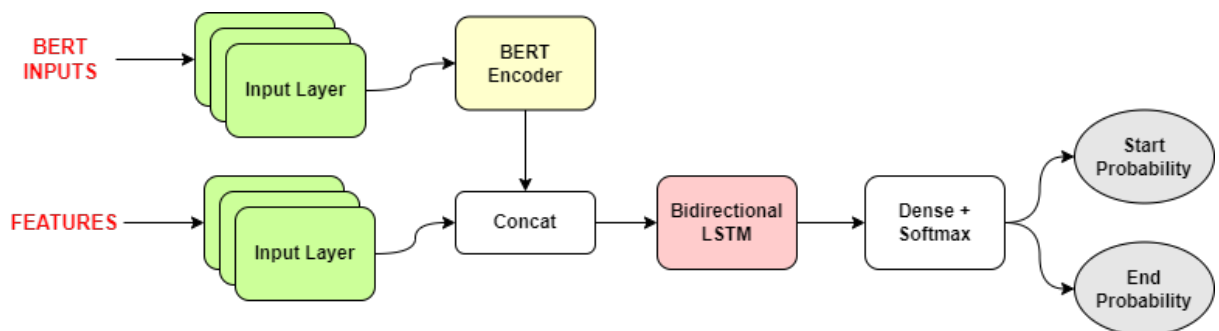 BERT
INPUTS
Input Layer
BERT
Encoder
FEATURES
Input Layer
Concat
Bidirectional
LSTM
Dense +
Softmax
Start
Probability
End
Probability